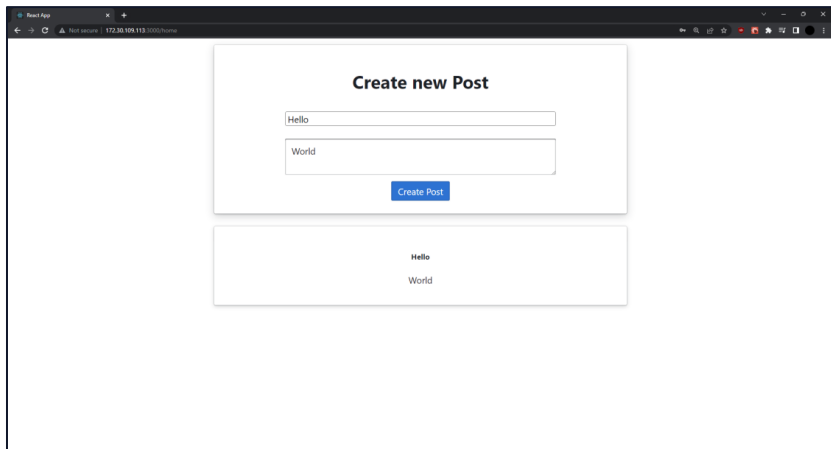 React App
Not secure | 172.30.109.113:3000/home
Create new Post
Hello
World
Create Post
Hello
World